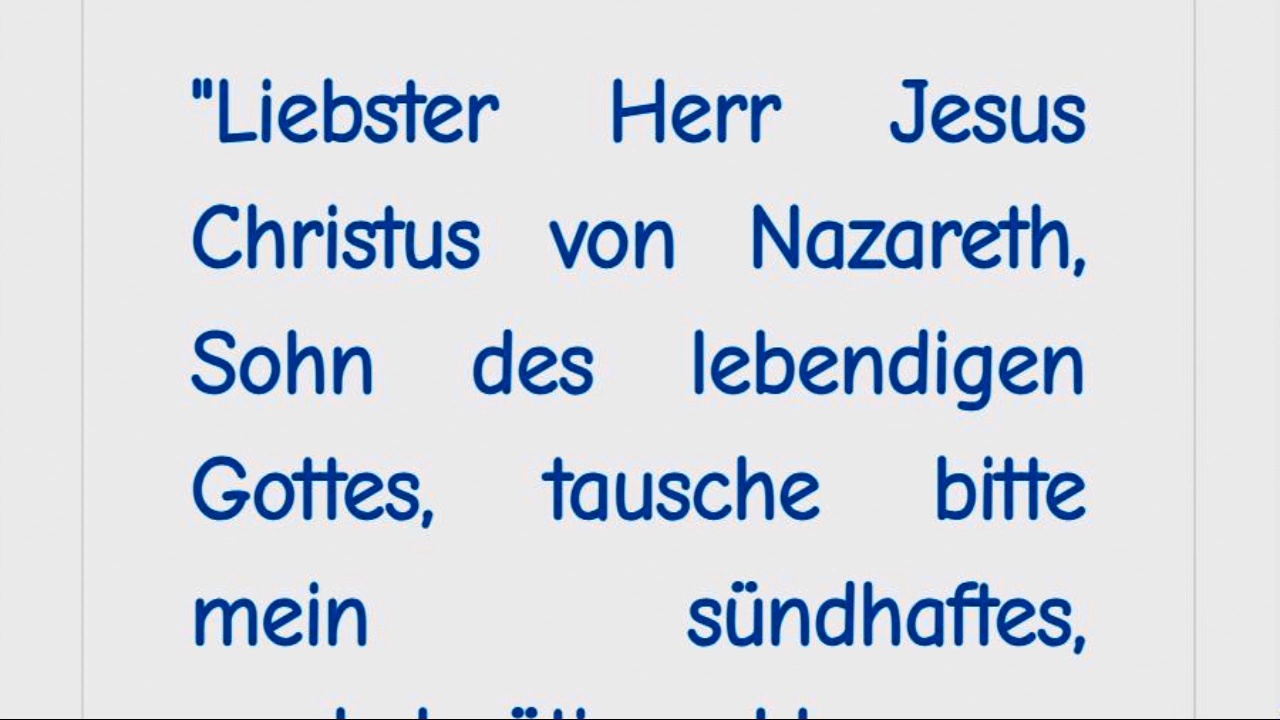 "Liebster Herr Jesus
Christus von Nazareth,
Sohn des lebendigen
Gottes, tausche bitte
mein sündhaftes,